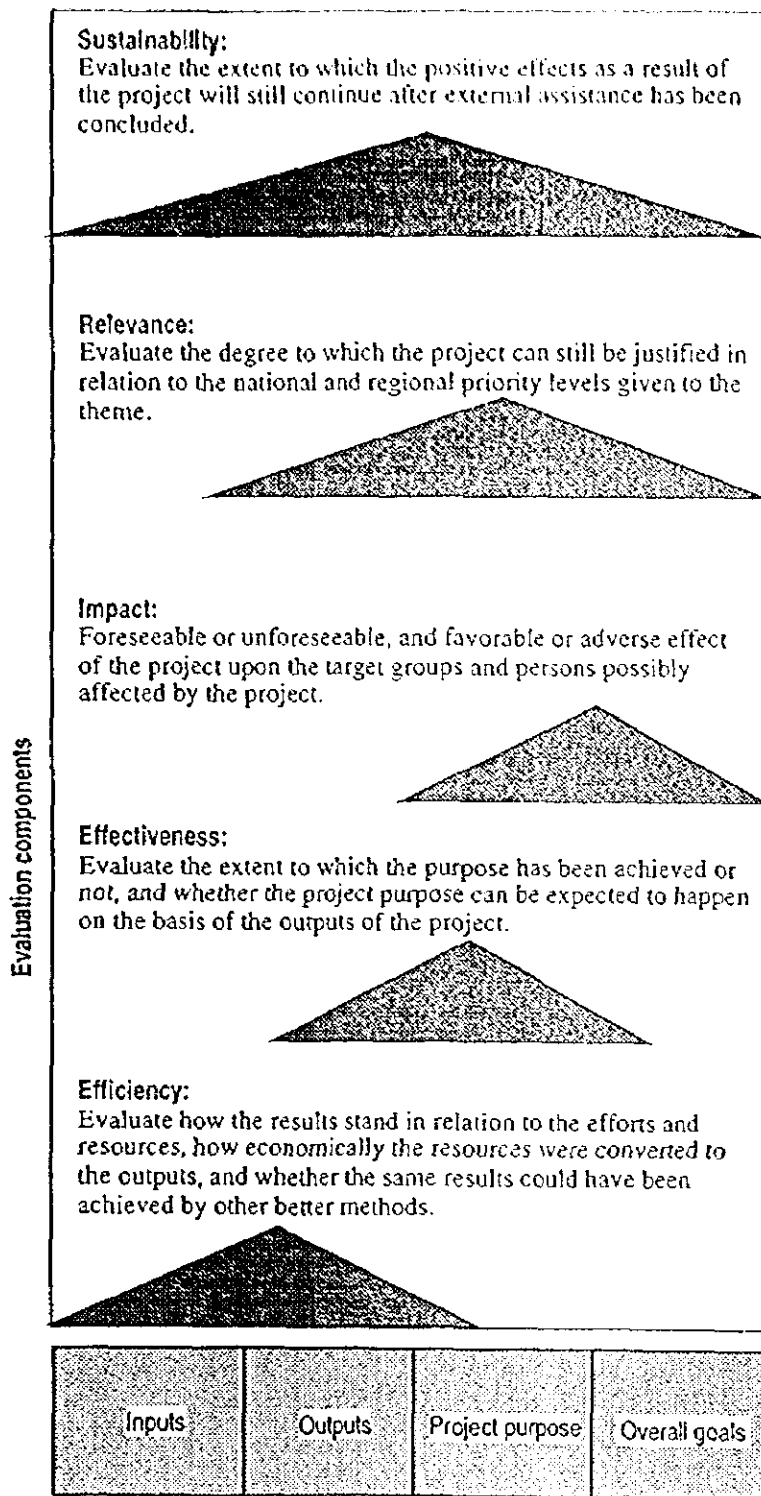 Sustainability:
Evaluate the extent to which the positive effects as a result of
the project will still continue after external assistance has been
concluded.
Relevance:
Evaluate the degree to which the project can still be justified in
relation to the national and regional priority levels given to the
theme.
Impact:
Foreseeable or unforeseeable, and favorable or adverse effect
of the project upon the target groups and persons possibly
affected by the project.
Evaluation components
Effectiveness:
Evaluate the extent to which the purpose has been achieved or
not, and whether the project purpose can be expected to happen
on the basis of the outputs of the project.
Efficiency:
Evaluate how the results stand in relation to the efforts and
resources, how economically the resources were converted to
the outputs, and whether the same results could have been
achieved by other better methods.
Inputs
Outputs
Project purpose
Overall goals